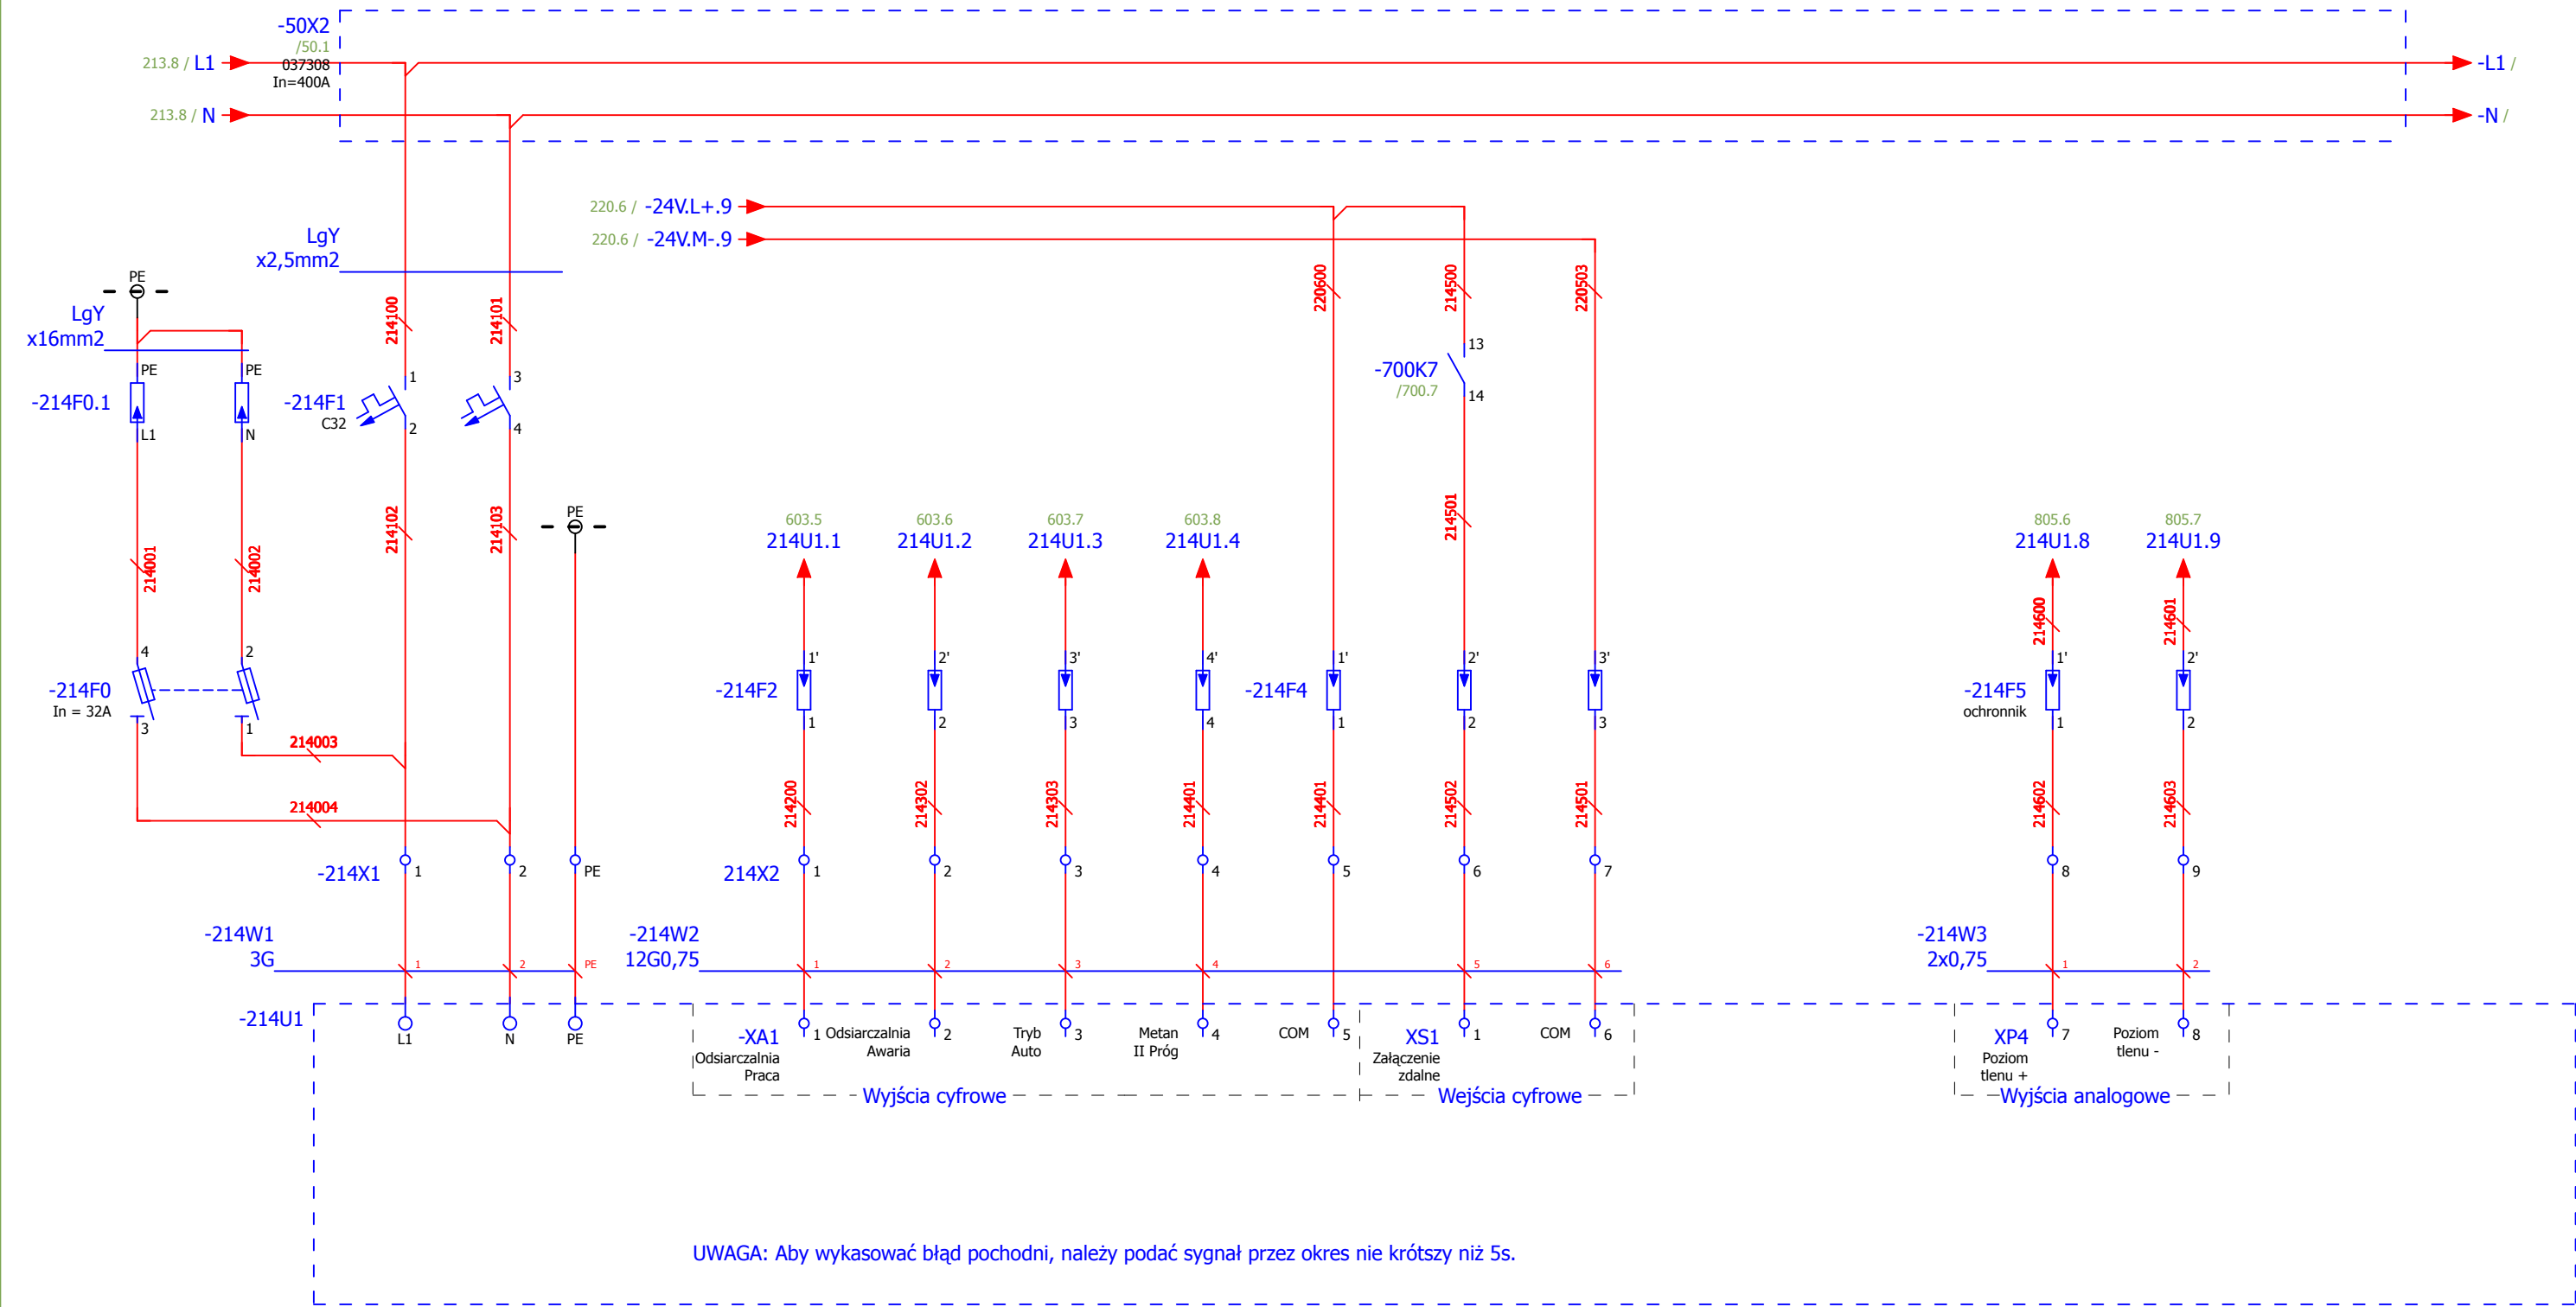 -50X2
/50.1
213.8 / L1
037308
In=400A
-L1 /
213.8 / N
-N /
220.6 / -24V.L+.9
220.6 / -24V.M-.9
LgY
x2,5mm2
PE
LgY
x16mm2
214100
214101
220600
214500
220503
PE
PE
-214F0.1
L1
N
-214F1
C32
1
2
3
4
-700K7
/700.7
13
14
214001
214002
214102
214103
PE
214501
603.5
214U1.1
603.6
214U1.2
603.7
214U1.3
603.8
214U1.4
805.6
214U1.8
805.7
214U1.9
214600
214601
-214F0
In = 32A
4
3
2
1
-214F2
1'
1
2'
2
3'
3
4'
4
-214F4
1'
1
2'
2
3'
3
-214F5
ochronnik
1'
1
2'
2
214003
214004
214200
214302
214303
214401
214401
214502
214501
214602
214603
-214X1
1
2
PE
214X2
1
2
3
4
5
6
7
8
9
-214W1
3G
1
2
PE
-214W2
12G0,75
1
2
3
4
5
6
-214W3
2x0,75
1
2
-214U1
L1
N
PE
-XA1
Odsiarczalnia
Praca
1
Odsiarczalnia
Awaria
2
Tryb
Auto
3
Metan
II Próg
4
COM
5
XS1
Załączenie
zdalne
1
COM
6
XP4
Poziom
tlenu +
7
Poziom
tlenu -
8
Wyjścia cyfrowe
Wejścia cyfrowe
Wyjścia analogowe
UWAGA: Aby wykasować błąd pochodni, należy podać sygnał przez okres nie krótszy niż 5s.